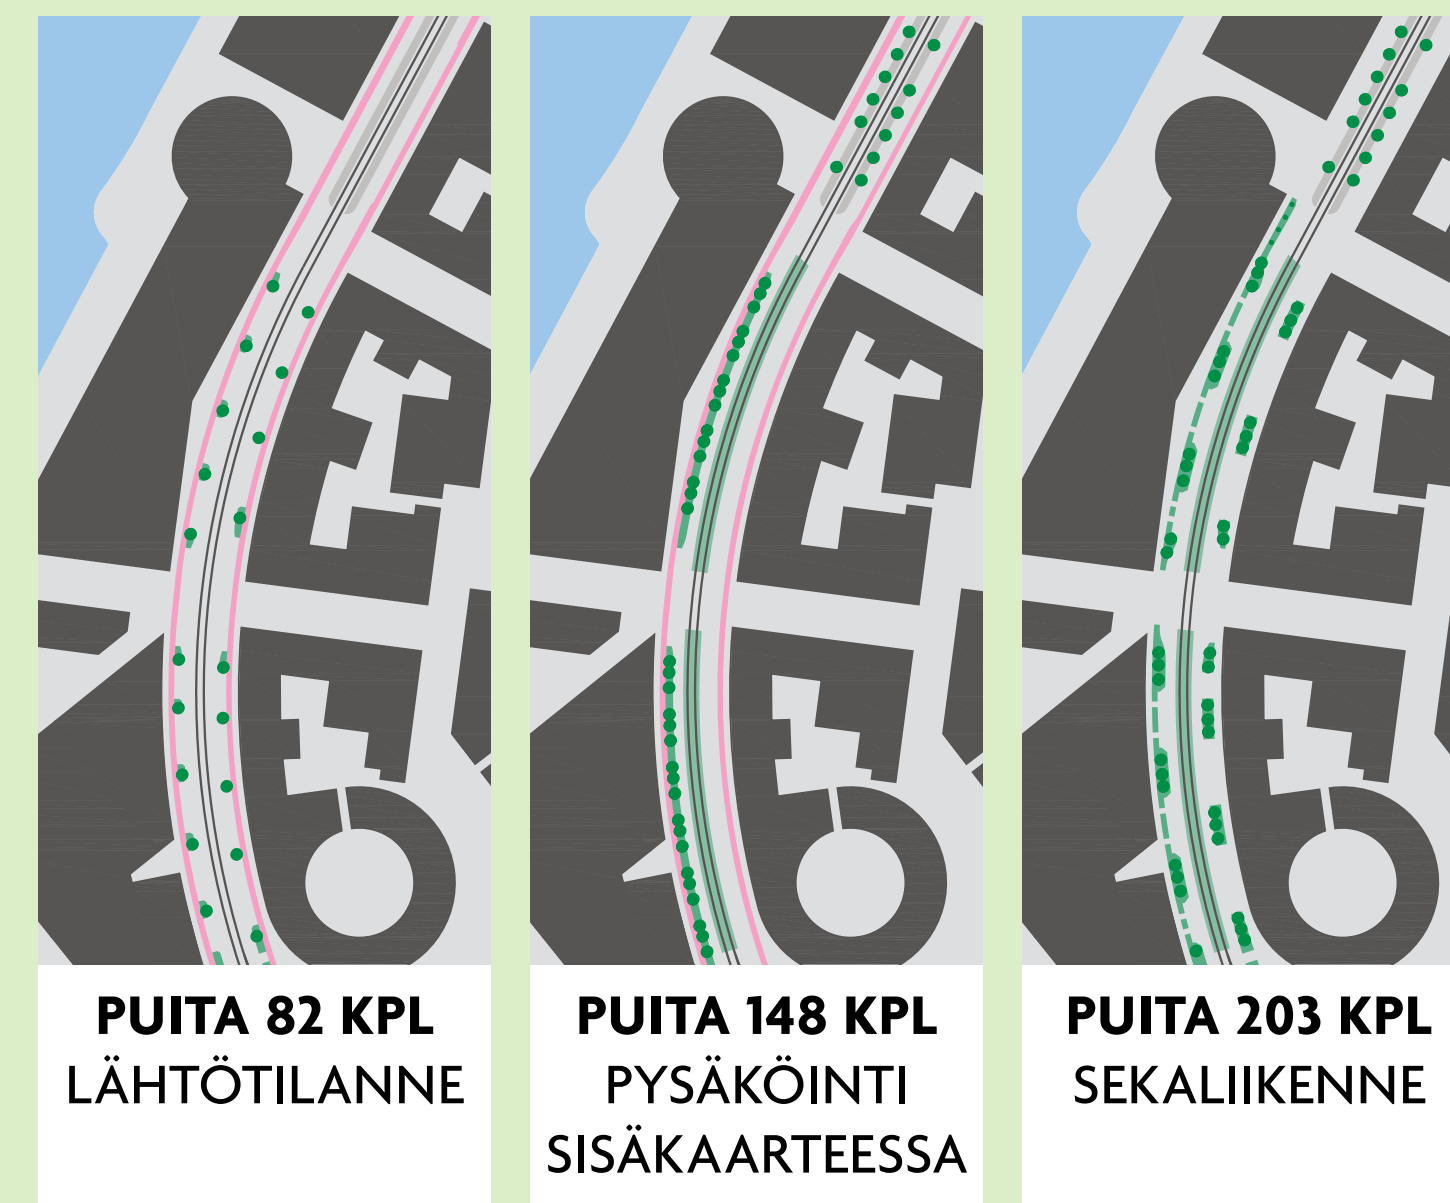 PUITA 82 KPL
LÄHTÖTILANNE
PUITA 148 KPL
PYSÄKÖINTI
SISÄKAARTEESSA
PUITA 203 KPL
SEKALIIKENNE